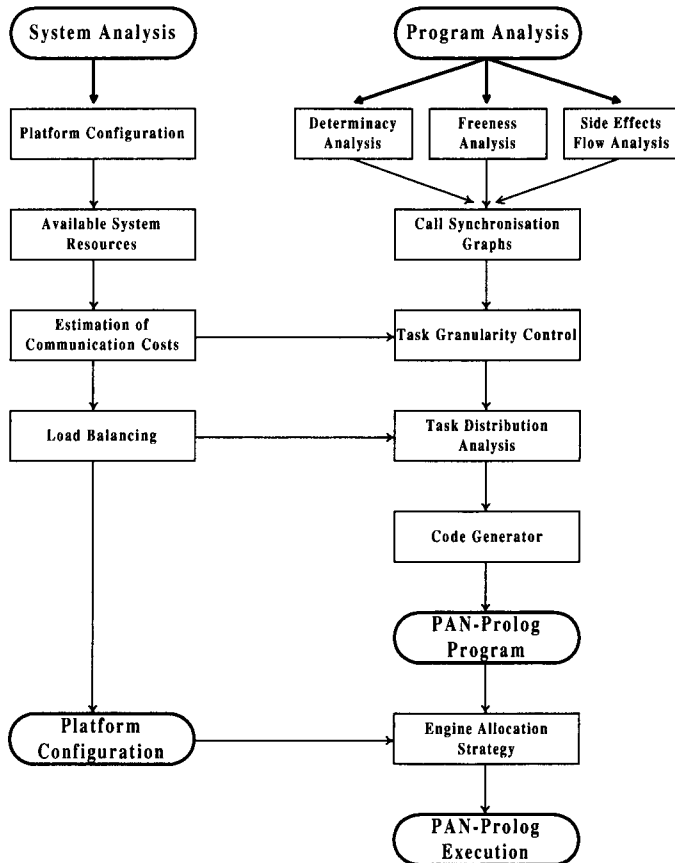 System Analysis
Program Analysis
Platform Configuration
Determinacy
Analysis
Freeness
Analysis
Side Effects
Flow Analysis
Available System
Resources
Call Synchronisation
Graphs
Estimation of
Communication Costs
Task Granularity Control
Load Balancing
Task Distribution
Analysis
Code Generator
PAN-Prolog
Program
Platform
Configuration
Engine Allocation
Strategy
PAN-Prolog
Execution